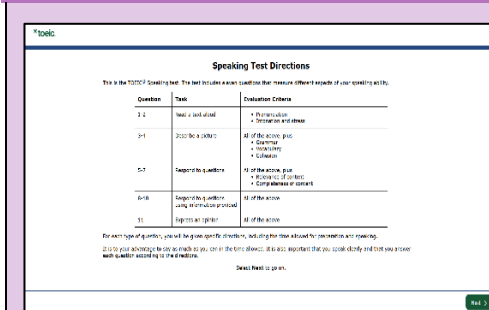 toeic.
Speaking Test Directions
This is the TOEIC® Speaking test. The test includes eleven questions that measure different aspects of your speaking ability.
Question Task Evaluation Criteria
1-2 Read a text aloud • Pronunciation
• Intonation and stress
3-4 Describe a picture All of the above, plus
• Grammar
• Vocabulary
• Cohesion
5-7 Respond to questions All of the above, plus
• Relevance of content
• Completeness of content
8-10 Respond to questions All of the above
using information provided
11 Express an opinion All of the above
For each type of question, you will be given specific directions, including the time allowed for preparation and speaking.
It is to your advantage to say as much as you can in the time allowed. It is also important that you speak clearly and that you answer
each question according to the directions.
Select Next to go on.
Next >